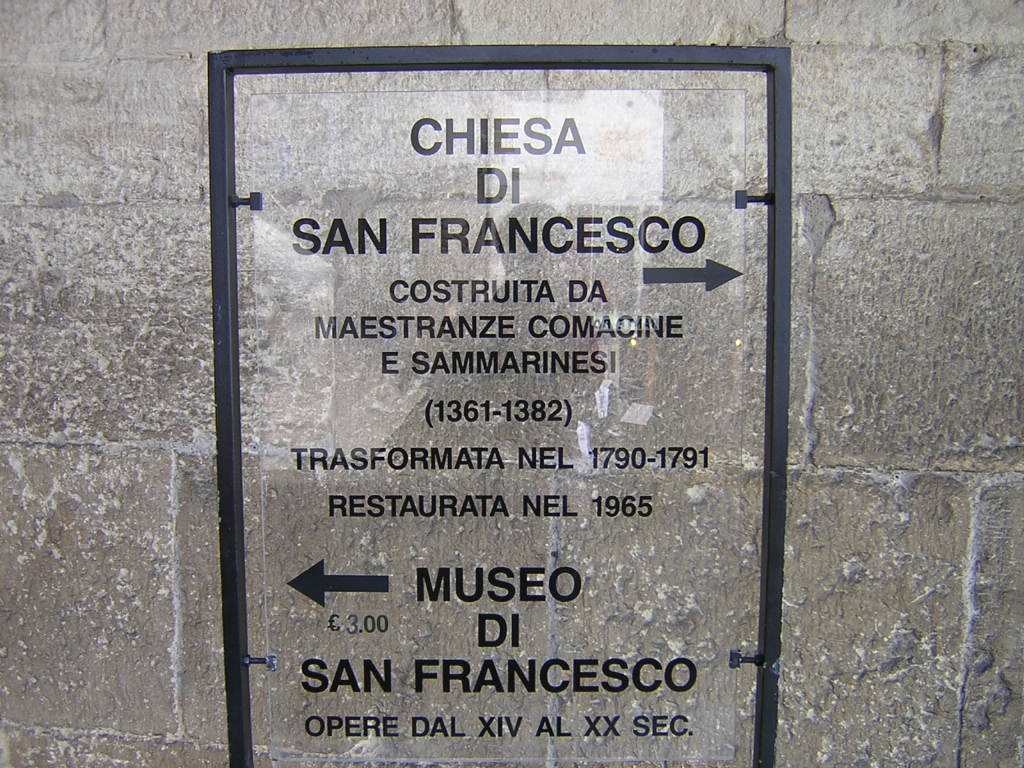 CHIESA
DI
SAN FRANCESCO
COSTRUITA DA
MAESTRANZE COMACINE
E SAMMARINESI
(1361-1382)
TRASFORMATA NEL 1790-1791
RESTAURATA NEL 1965
MUSEO
€ 3.00
DI
SAN FRANCESCO
OPERE DAL XIV AL XX SEC.